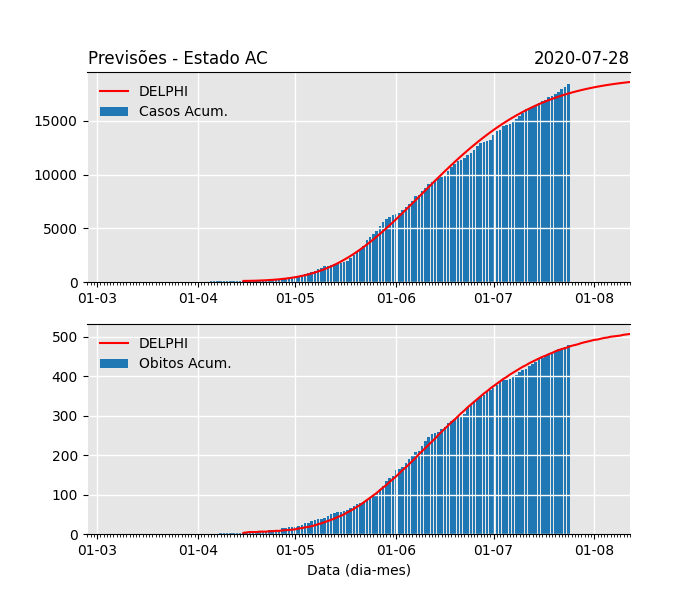 Previsões - Estado AC 2020-07-28
DELPHI
Casos Acum.
15000
10000
5000
0
01-03 01-04 01-05 01-06 01-07 01-08
DELPHI
Obitos Acum.
500
400
300
200
100
0
01-03 01-04 01-05 01-06 01-07 01-08
Data (dia-mes)